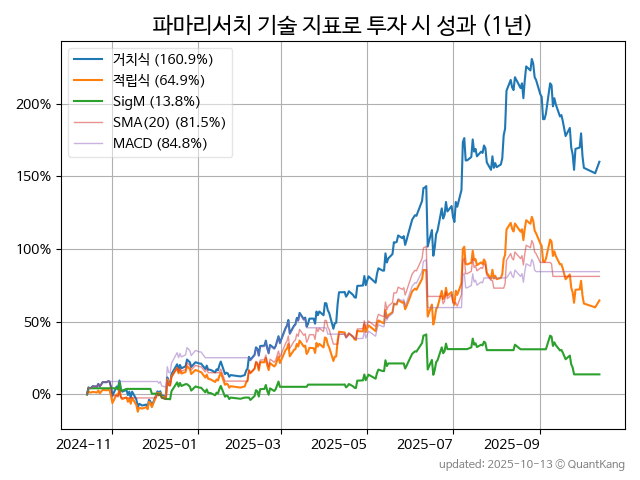 파마리서치 기술 지표로 투자 시 성과 (1년)
거치식 (160.9%)
적립식 (64.9%)
SigM (13.8%)
SMA(20) (81.5%)
MACD (84.8%)
200%
150%
100%
50%
0%
2024-11 2025-01 2025-03 2025-05 2025-07 2025-09
updated: 2025-10-13 © QuantKang